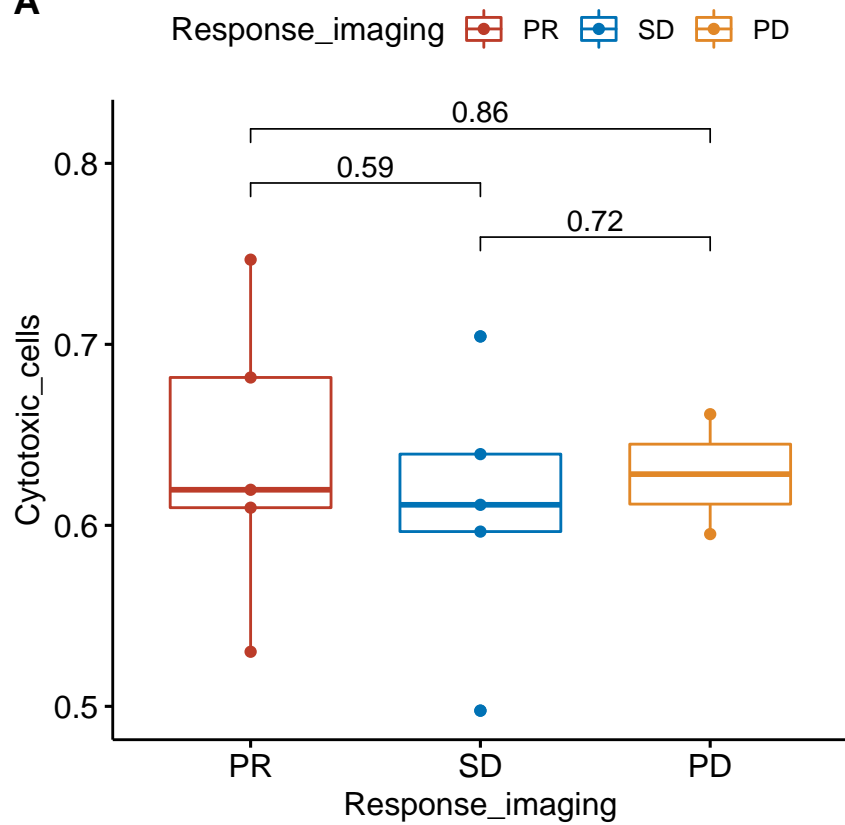 A
Response_imaging PR SD PD
0.86
0.59
0.72
0.8
0.7
0.6
0.5
Cytotoxic_cells
PR SD PD
Response_imaging